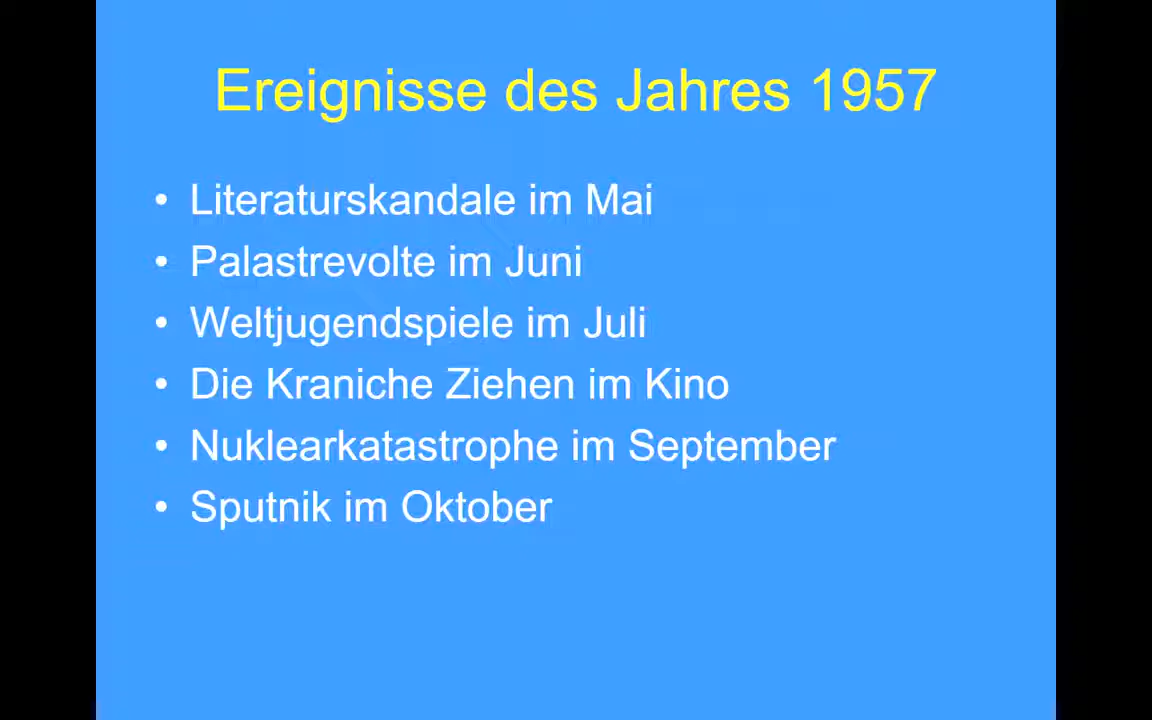 Ereignisse des Jahres 1957
• Literaturskandale im Mai
• Palastrevolte im Juni
• Weltjugendspiele im Juli
• Die Kraniche Ziehen im Kino
• Nuklearkatastrophe im September
• Sputnik im Oktober